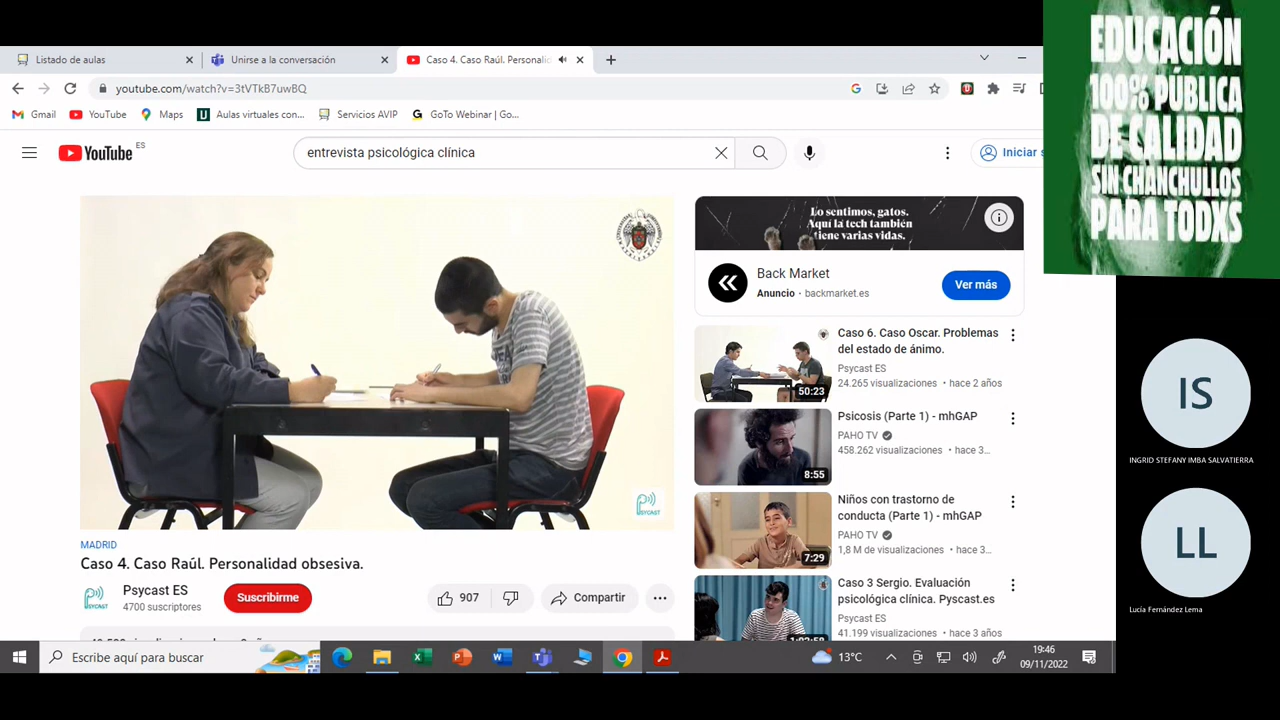 Listado de aulas
Unirse a la conversación
Caso 4. Caso Raúl. Personalid
youtube.com/watch?v=3tVTkB7uwBQ
Gmail
YouTube
Maps
Aulas virtuales con...
Servicios AVIP
GoTo Webinar | Go...
YouTube ES
entrevista psicológica clínica
Iniciar s
EDUCACIÓN
100% PÚBLICA
DE CALIDAD
SIN CHANCHULLOS
PARA TODXS
PSYCAST
MADRID
Caso 4. Caso Raúl. Personalidad obsesiva.
PSYCAST
Psycast ES
4700 suscriptores
Suscribirme
907
Compartir
Lo sentimos, gatos.
Aquí la tech también
tiene varias vidas.
Back Market
Anuncio · backmarket.es
Ver más
Caso 6. Caso Oscar. Problemas
del estado de ánimo.
Psycast ES
24.265 visualizaciones • hace 2 años
50:23
Psicosis (Parte 1) - mhGAP
PAHO TV
458.262 visualizaciones • hace 3...
8:55
Niños con trastorno de
conducta (Parte 1) - mhGAP
PAHO TV
1,8 M de visualizaciones • hace 3...
7:29
Caso 3 Sergio. Evaluación
psicológica clínica. Pyscast.es
Psycast ES
41.199 visualizaciones • hace 3 años
IS
INGRID STEFANY IMBA SALVATIERRA
LL
Lucía Fernández Lema
Escribe aquí para buscar
13°C
19:46
09/11/2022